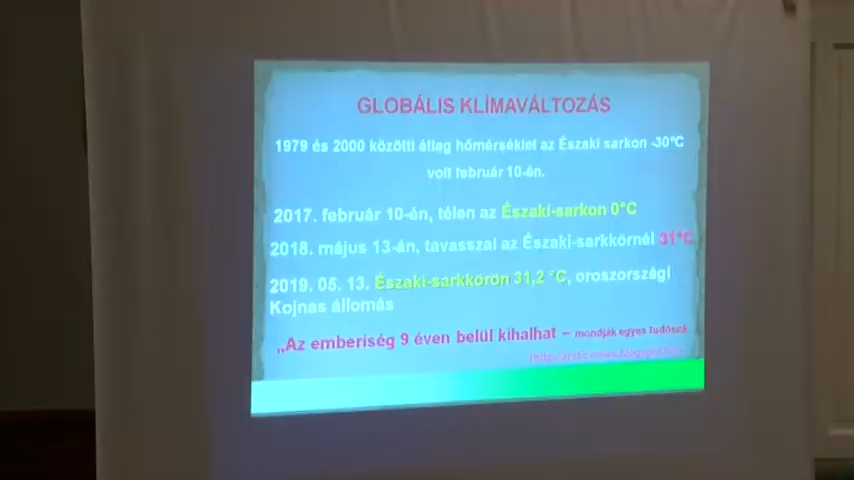 GLOBÁLIS KLÍMAVÁLTOZÁS
1979 és 2000 közötti átlag hőmérséklet az Északi sarkon -30°C
volt február 10-én.
2017. február 10-én, télen az Északi-sarkon 0°C
2018. május 13-án, tavasszal az Északi-sarkkörnél 31°C
2019. 05. 13. Északi-sarkkörön 31,2 °C, oroszországi
Kojnas állomás
„Az emberiség 9 éven belül kihalhat – mondják egyes tudósok